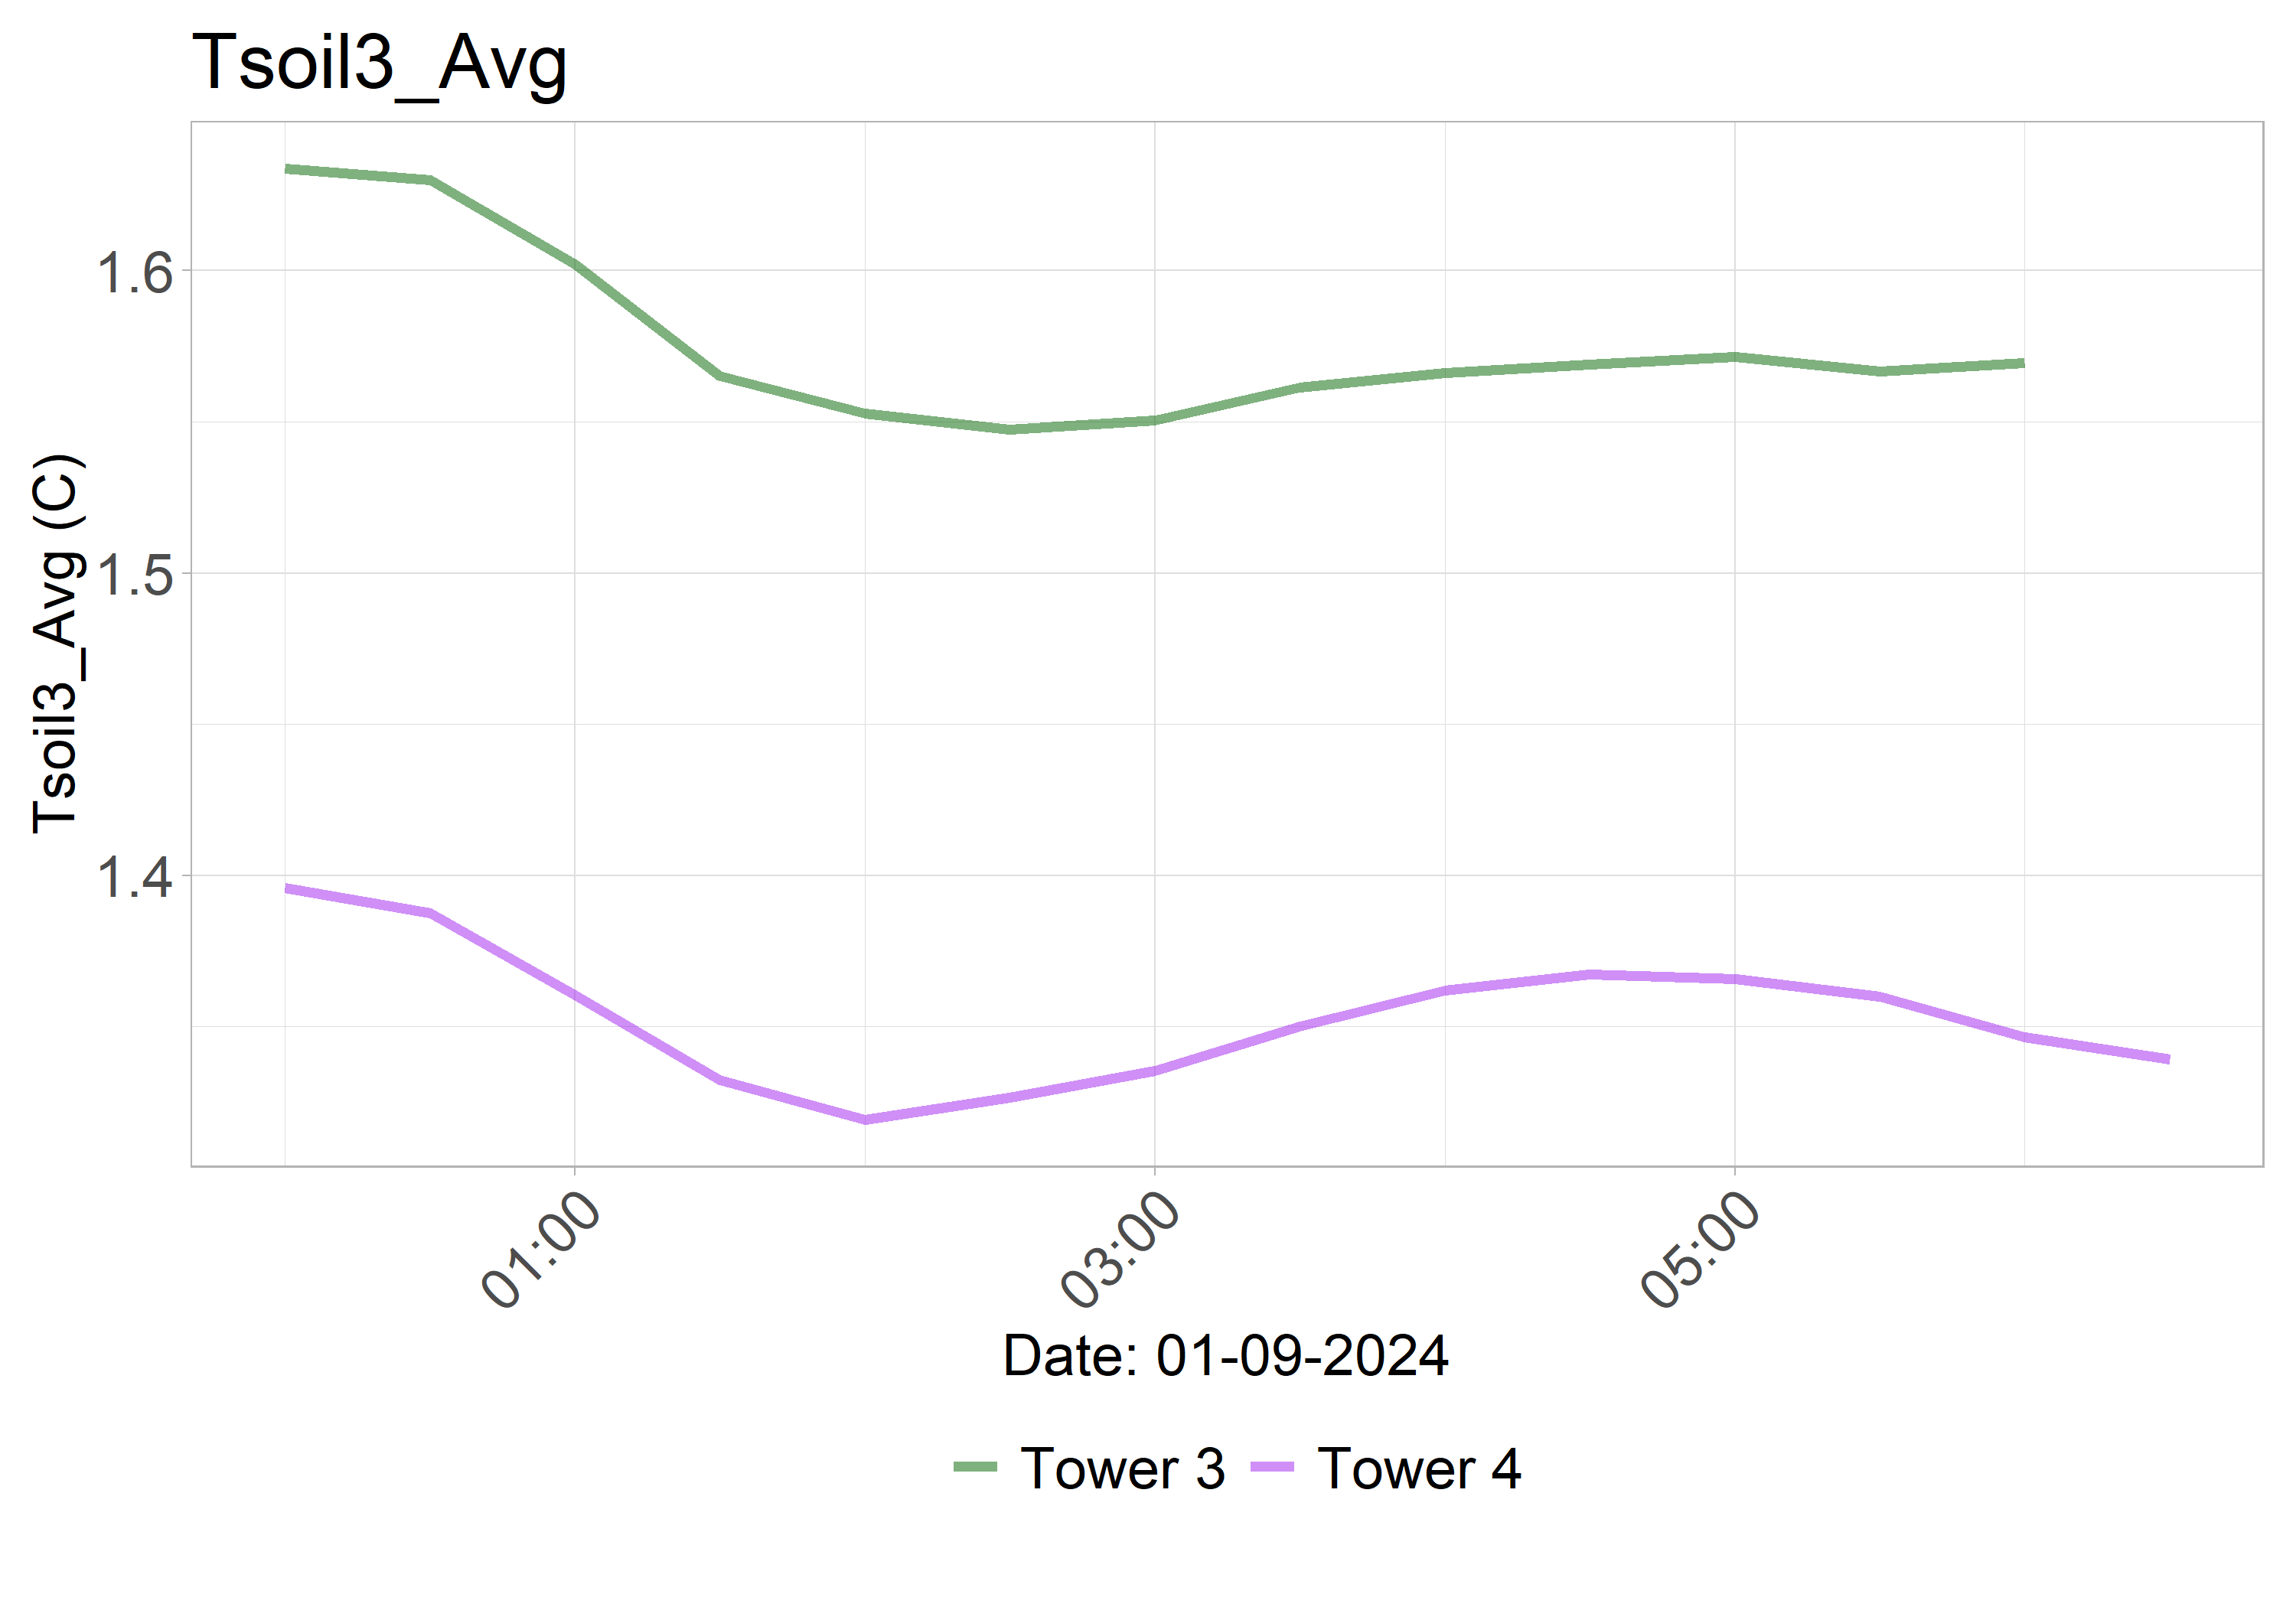 Tsoil3_Avg
Tsoil3_Avg (C)
1.6
1.5
1.4
01:00
03:00
05:00
Date: 01-09-2024
Tower 3
Tower 4